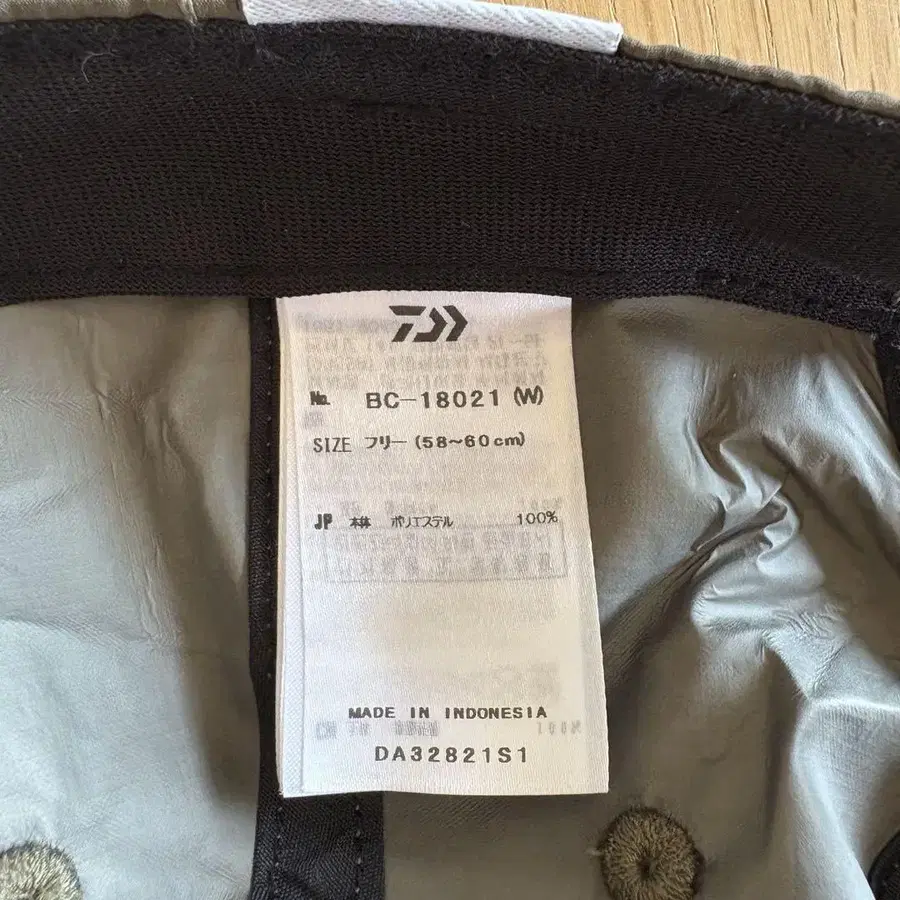 No. BC-18021 (W)
SIZE フリー (58~60cm)
JP 本体 ポリエステル 100%
MADE IN INDONESIA
DA32821S1